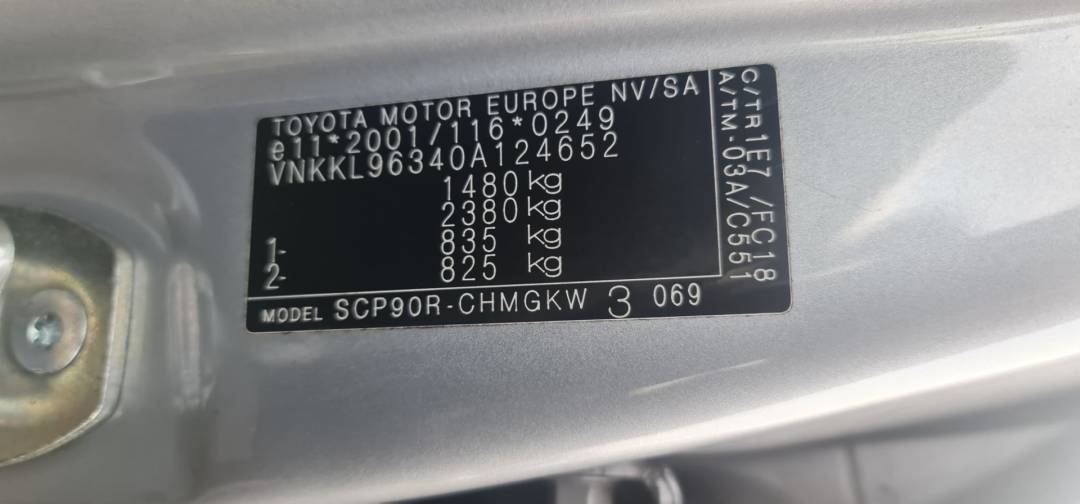 TOYOTA MOTOR EUROPE NV/SA
e11*2001/116*0249
VNKKL96340A124652
1480 kg
2380 kg
1- 835 kg
2- 825 kg
MODEL SCP90R-CHMGKW 3 069
C/TR1E7 /FC18
A/TM-03A/C551